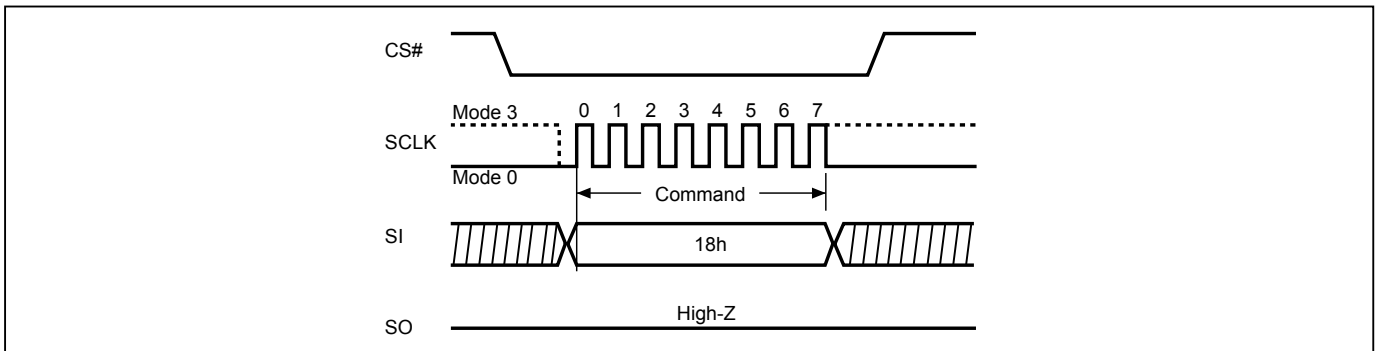 CS#
Mode 3
0 1 2 3 4 5 6 7
SCLK
Mode 0
Command
SI
18h
High-Z
SO